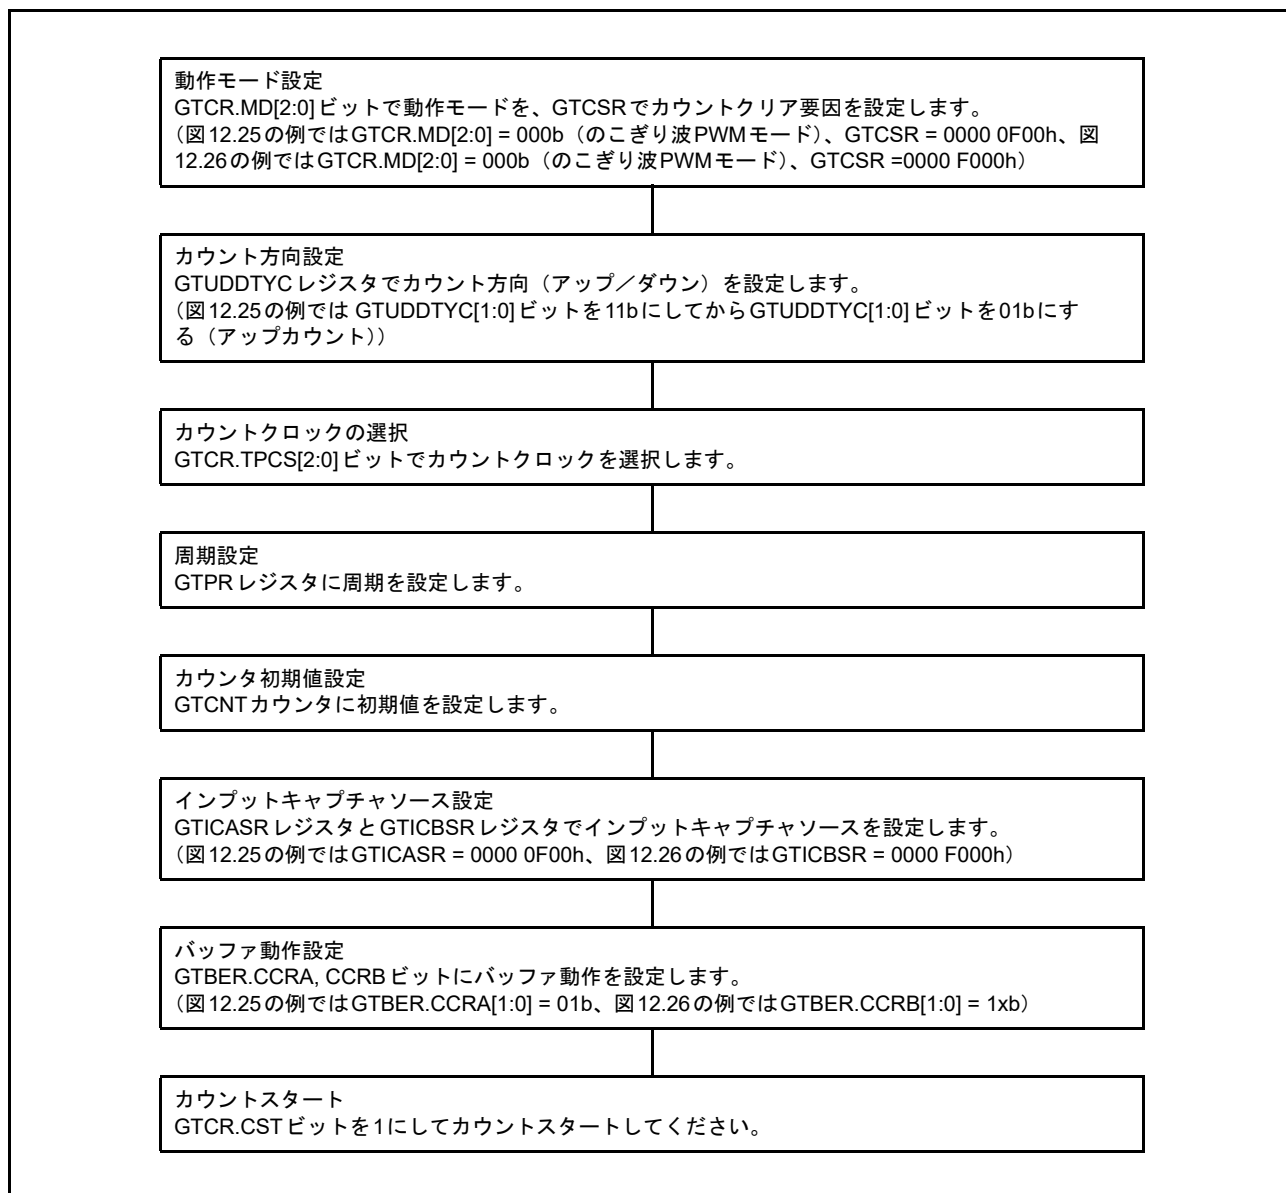 動作モード設定
GTCR.MD[2:0]ビットで動作モードを、GTCSRでカウントクリア要因を設定します。
（図12.25の例ではGTCR.MD[2:0] = 000b（のこぎり波PWMモード）、GTCSR = 0000 0F00h、図
12.26の例ではGTCR.MD[2:0] = 000b（のこぎり波PWMモード）、GTCSR =0000 F000h）
カウント方向設定
GTUDDTYCレジスタでカウント方向（アップ／ダウン）を設定します。
（図12.25の例では GTUDDTYC[1:0]ビットを11bにしてからGTUDDTYC[1:0]ビットを01bにす
る（アップカウント））
カウントクロックの選択
GTCR.TPCS[2:0]ビットでカウントクロックを選択します。
周期設定
GTPRレジスタに周期を設定します。
カウンタ初期値設定
GTCNTカウンタに初期値を設定します。
インプットキャプチャソース設定
GTICASRレジスタとGTICBSRレジスタでインプットキャプチャソースを設定します。
（図12.25の例ではGTICASR = 0000 0F00h、図12.26の例ではGTICBSR = 0000 F000h）
バッファ動作設定
GTBER.CCRA, CCRBビットにバッファ動作を設定します。
（図12.25の例ではGTBER.CCRA[1:0] = 01b、図12.26の例ではGTBER.CCRB[1:0] = 1xb）
カウントスタート
GTCR.CSTビットを1にしてカウントスタートしてください。